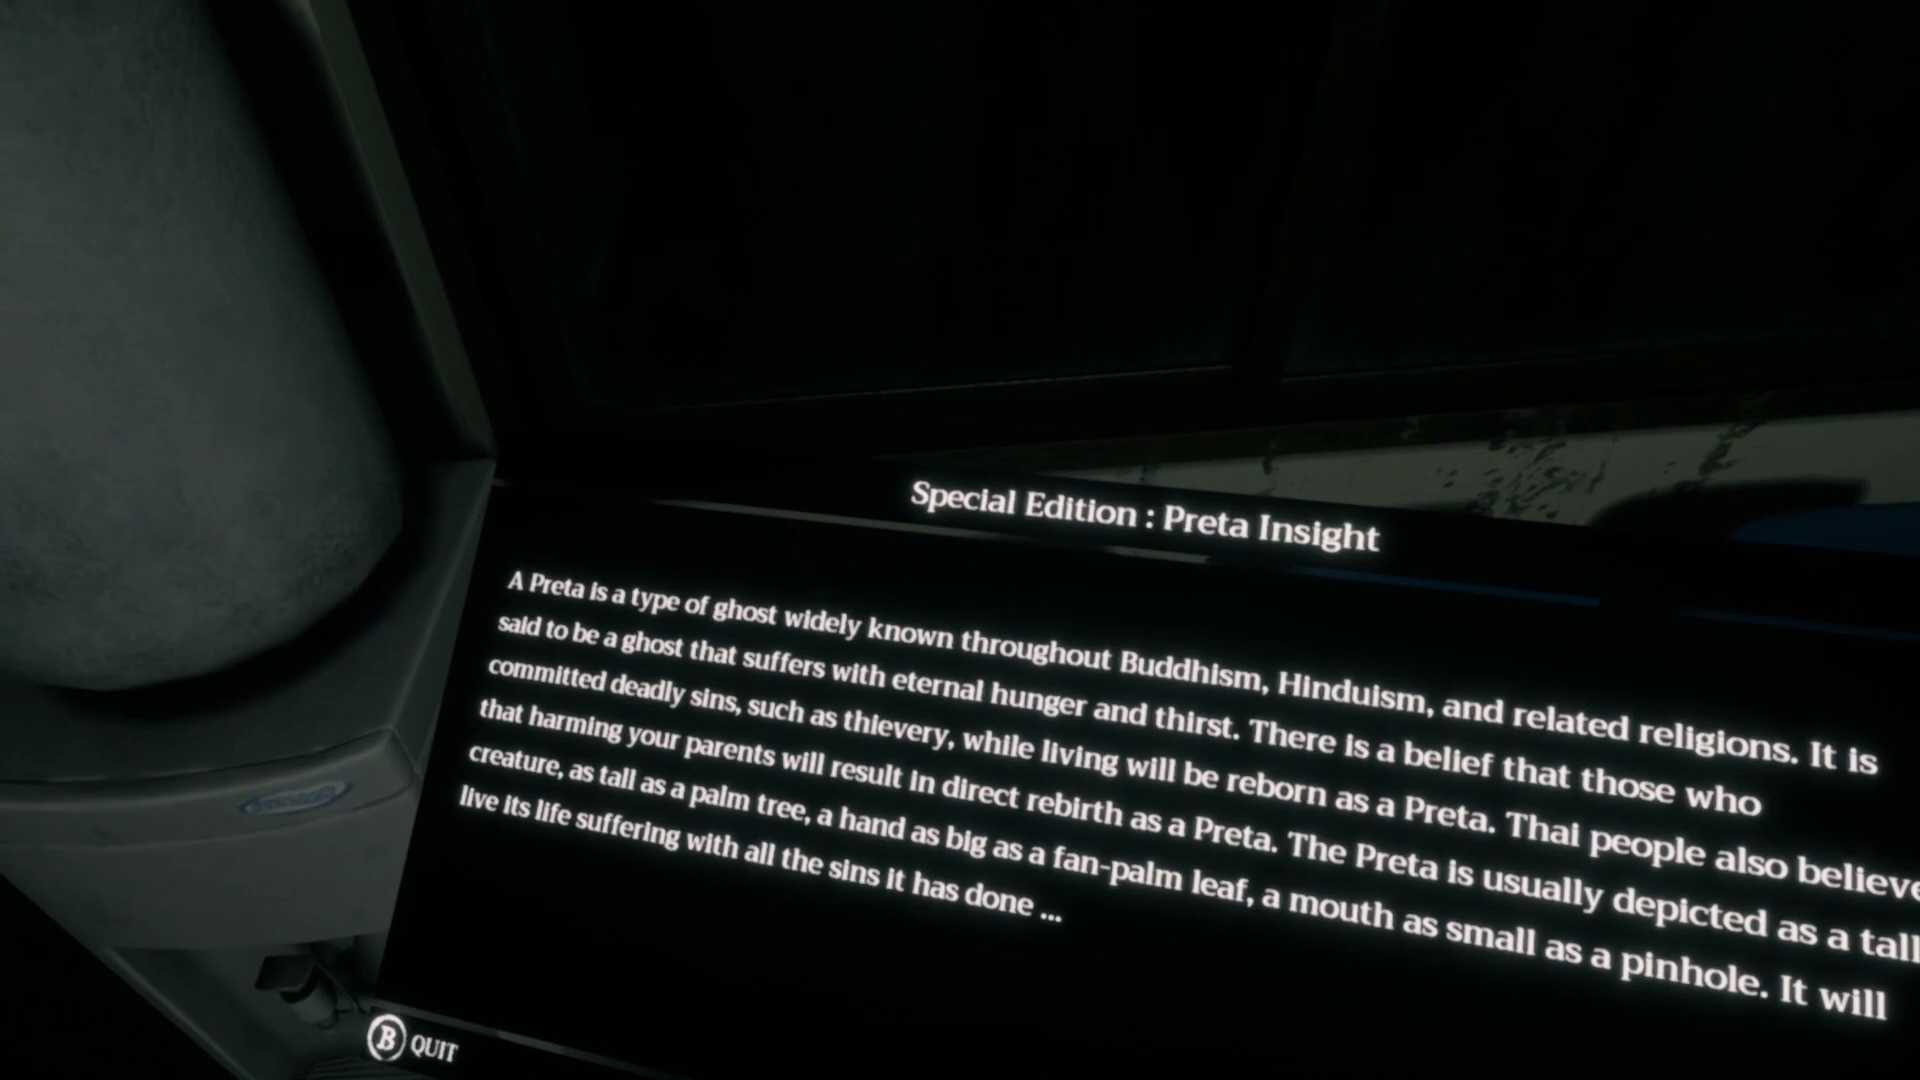 Special Edition : Preta Insight
A Preta is a type of ghost widely known throughout Buddhism, Hinduism, and related religions. It is
said to be a ghost that suffers with eternal hunger and thirst. There is a belief that those who
committed deadly sins, such as thievery, while living will be reborn as a Preta. Thai people also believe
that harming your parents will result in direct rebirth as a Preta. The Preta is usually depicted as a tall
creature, as tall as a palm tree, a hand as big as a fan-palm leaf, a mouth as small as a pinhole. It will
live its life suffering with all the sins it has done ...
B QUIT